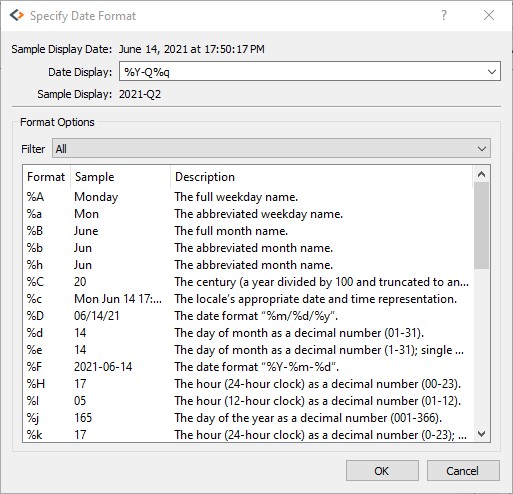 Specify Date Format
Sample Display Date: June 14, 2021 at 17:50:17 PM
Date Display: %Y-Q%q
Sample Display: 2021-Q2
Format Options
Filter All
Format Sample Description
%A Monday The full weekday name.
%a Mon The abbreviated weekday name.
%B June The full month name.
%b Jun The abbreviated month name.
%h Jun The abbreviated month name.
%C 20 The century (a year divided by 100 and truncated to an...
%c Mon Jun 14 17:... The locale's appropriate date and time representation.
%D 06/14/21 The date format "%m/%d/%y".
%d 14 The day of month as a decimal number (01-31).
%e 14 The day of month as a decimal number (1-31); single ...
%F 2021-06-14 The date format "%Y-%m-%d".
%H 17 The hour (24-hour clock) as a decimal number (00-23).
%I 05 The hour (12-hour clock) as a decimal number (01-12).
%j 165 The day of the year as a decimal number (001-366).
%k 17 The hour (24-hour clock) as a decimal number (0-23); ...
OK Cancel